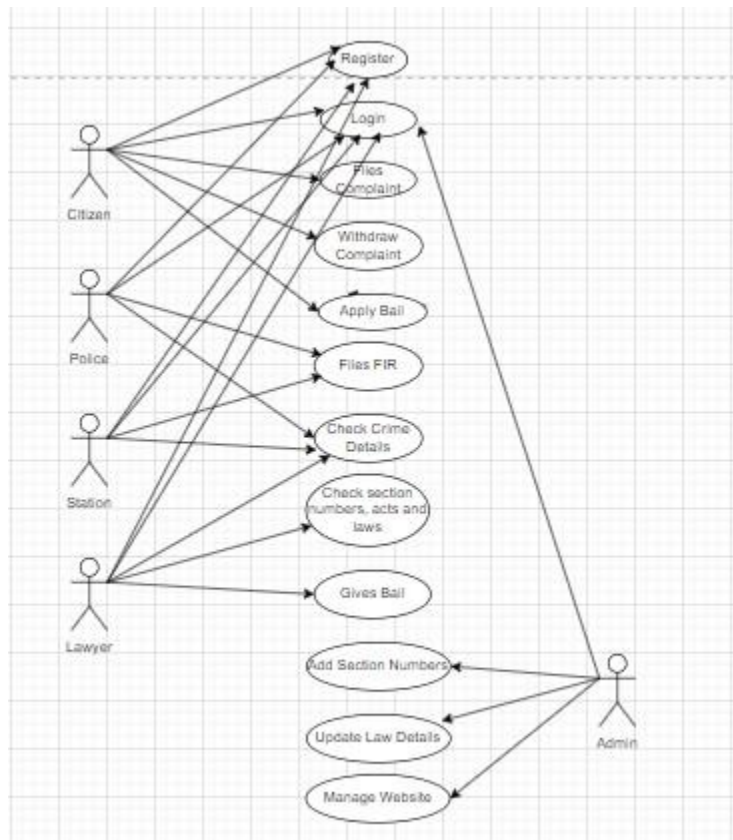 Register
Login
Files
Complaint
Citizen
Withdraw
Complaint
Apply Bail
Police
Files FIR
Check Crime
Details
Station
Check section
numbers, acts and
laws
Gives Bail
Lawyer
Add Section Numbers
Update Law Details
Admin
Manage Website